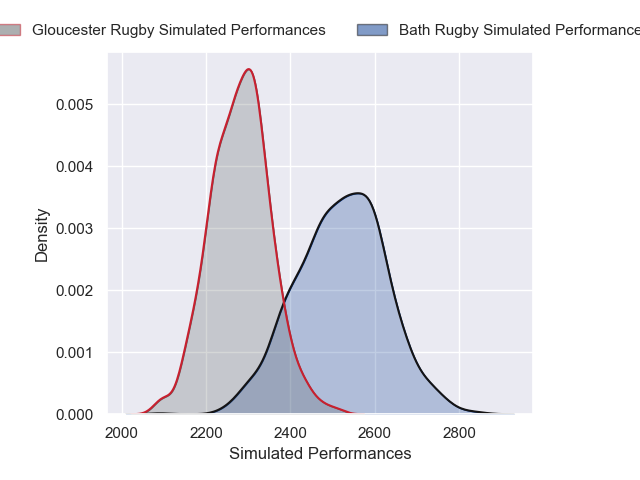 Gloucester Rugby Simulated Performances
Bath Rugby Simulated Performance
0.005
0.004
0.003
0.002
0.001
0.000
Density
2000 2200 2400 2600 2800
Simulated Performances